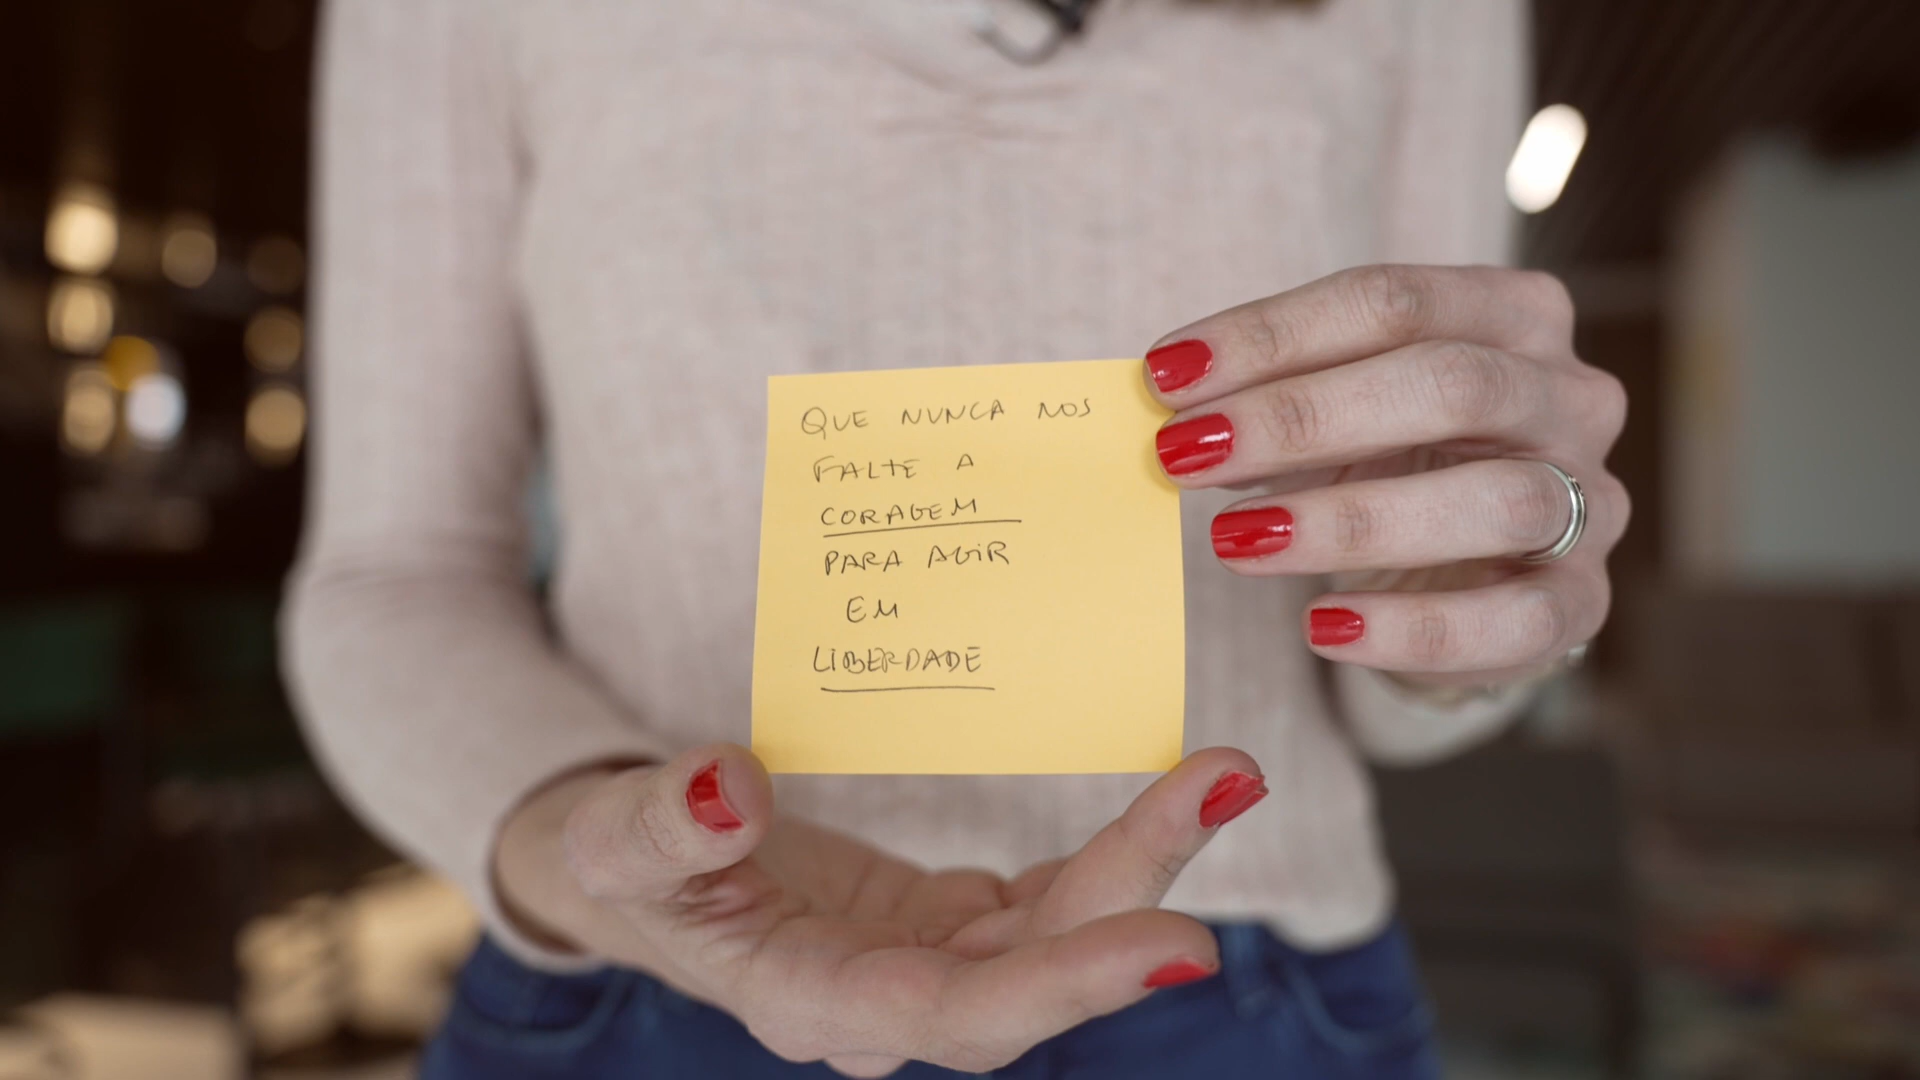 QUE NUNCA NOS
FALTE A
CORAGEM
PARA AGIR
EM
LIBERDADE